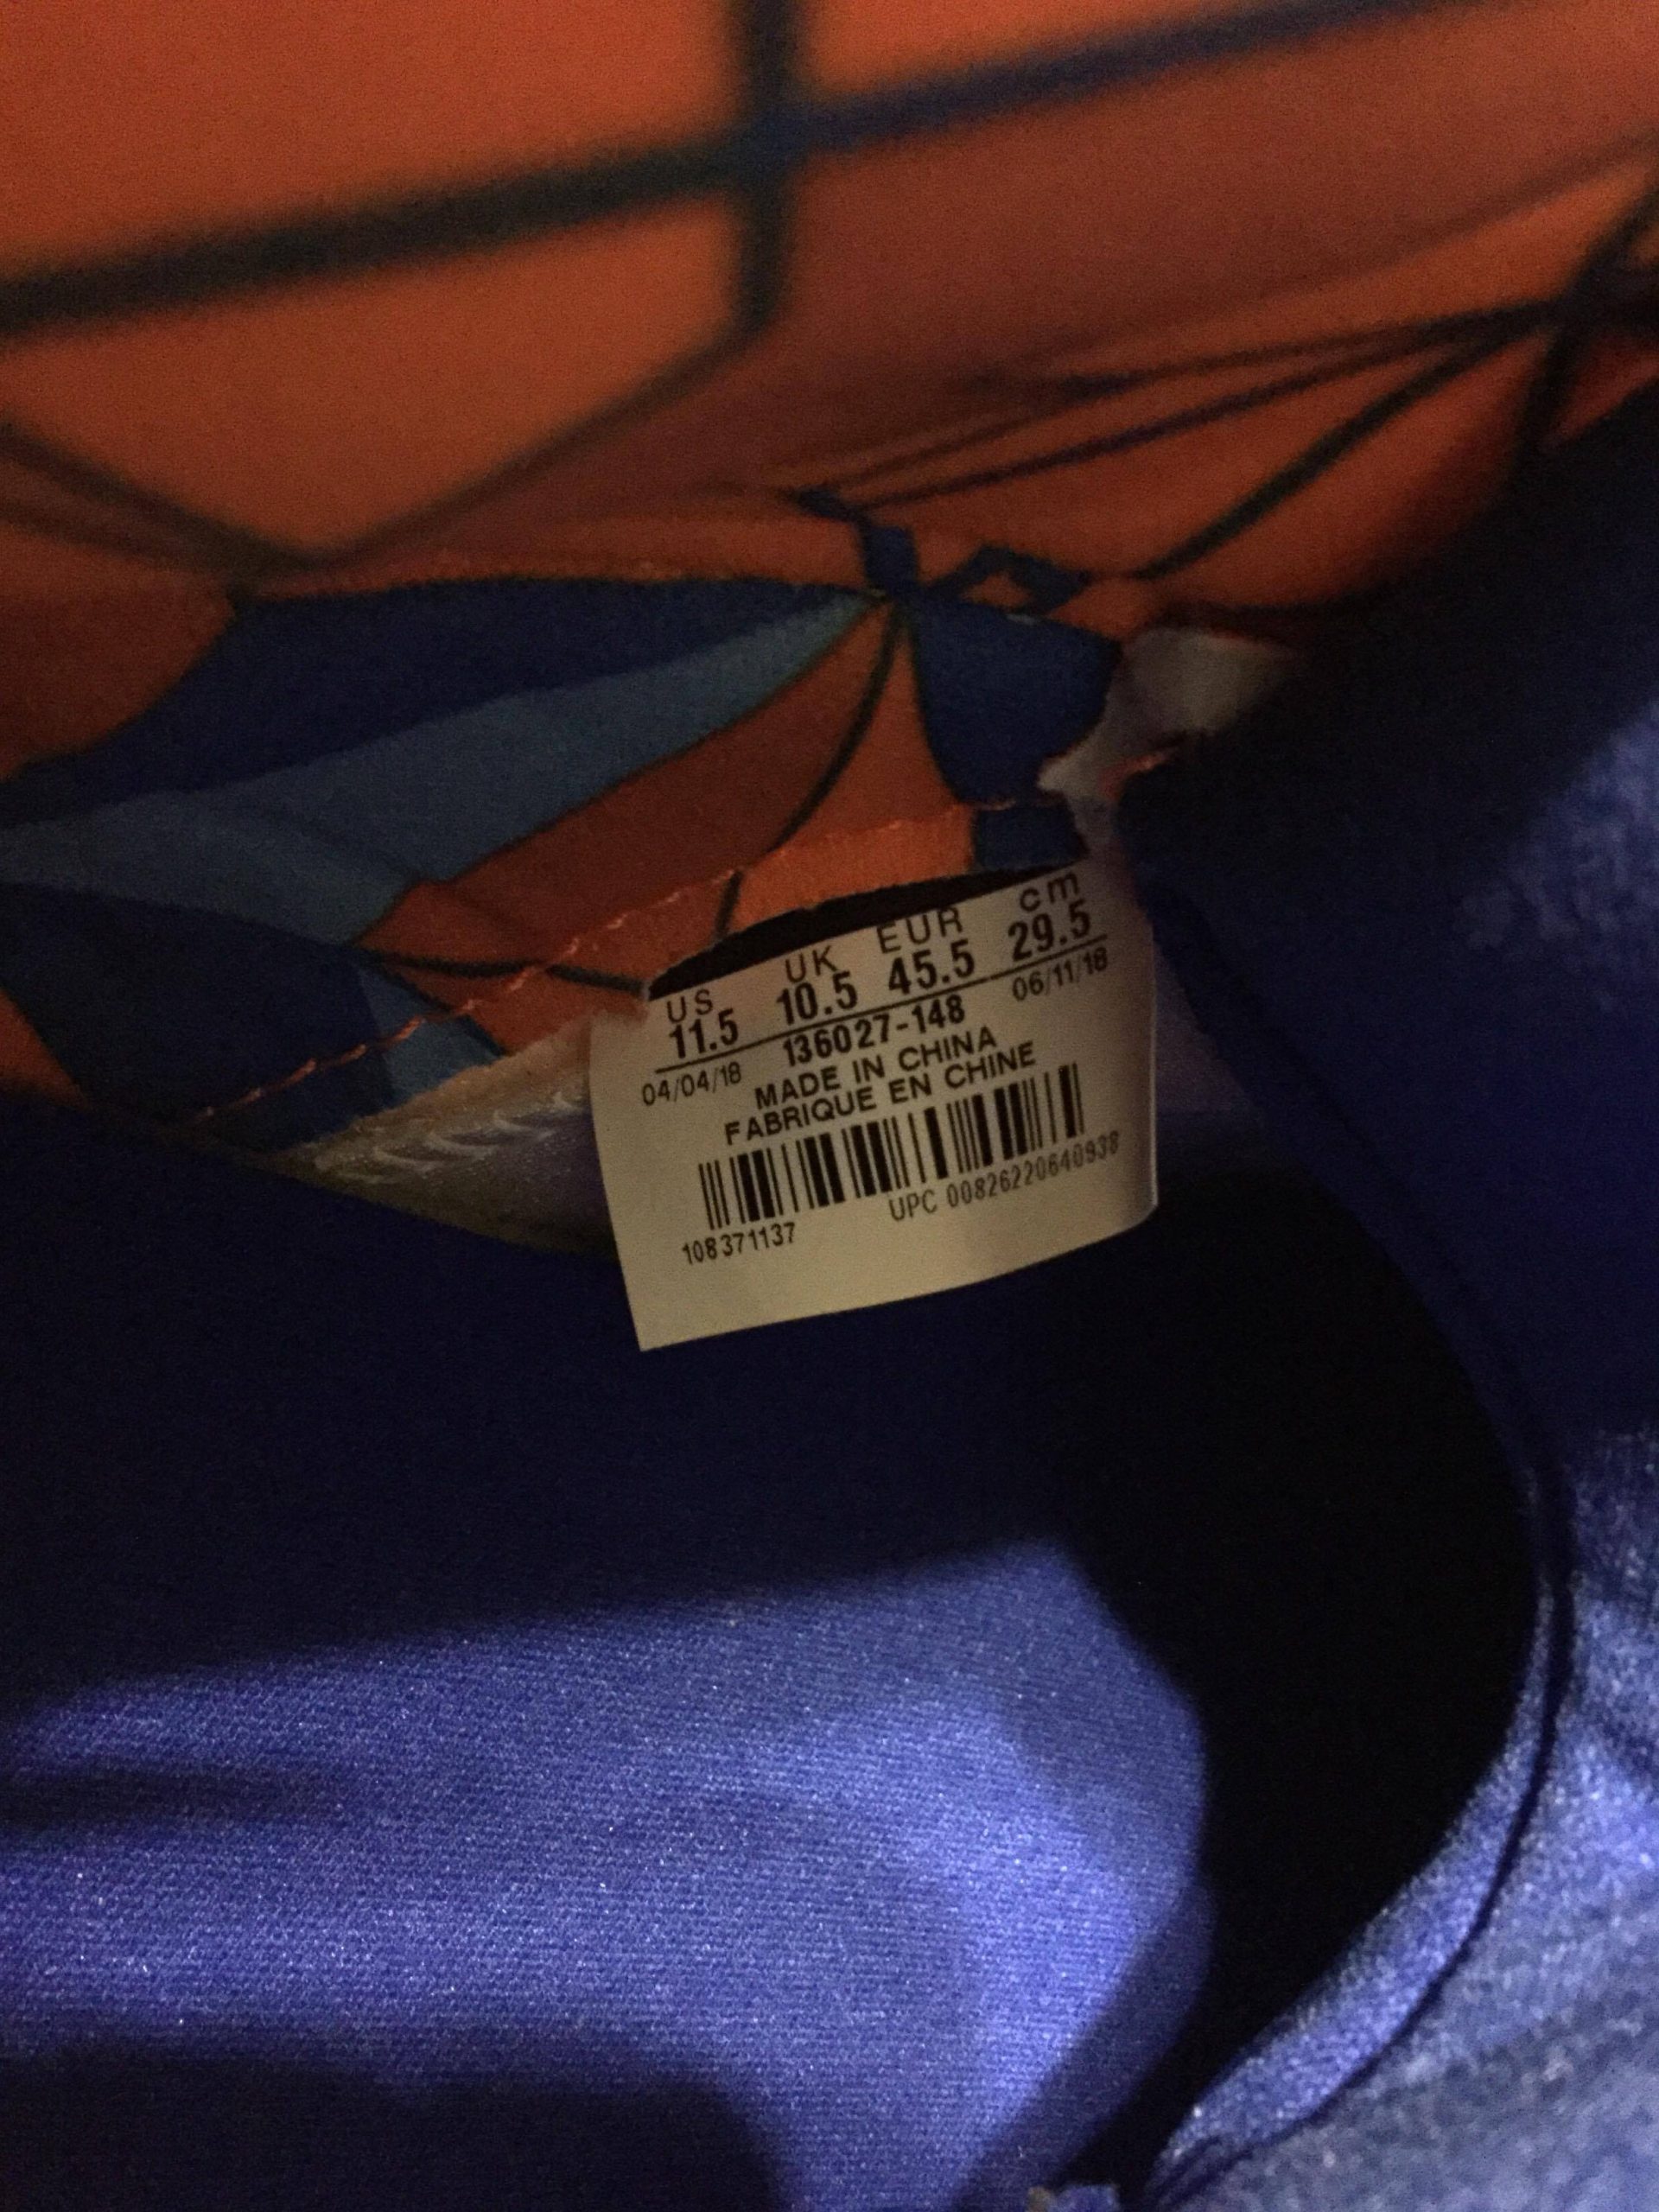 US UK EUR cm
11.5 10.5 45.5 29.5
04/04/18 136027-148 06/11/18
MADE IN CHINA
FABRIQUE EN CHINE
108371137 UPC 00826220640938